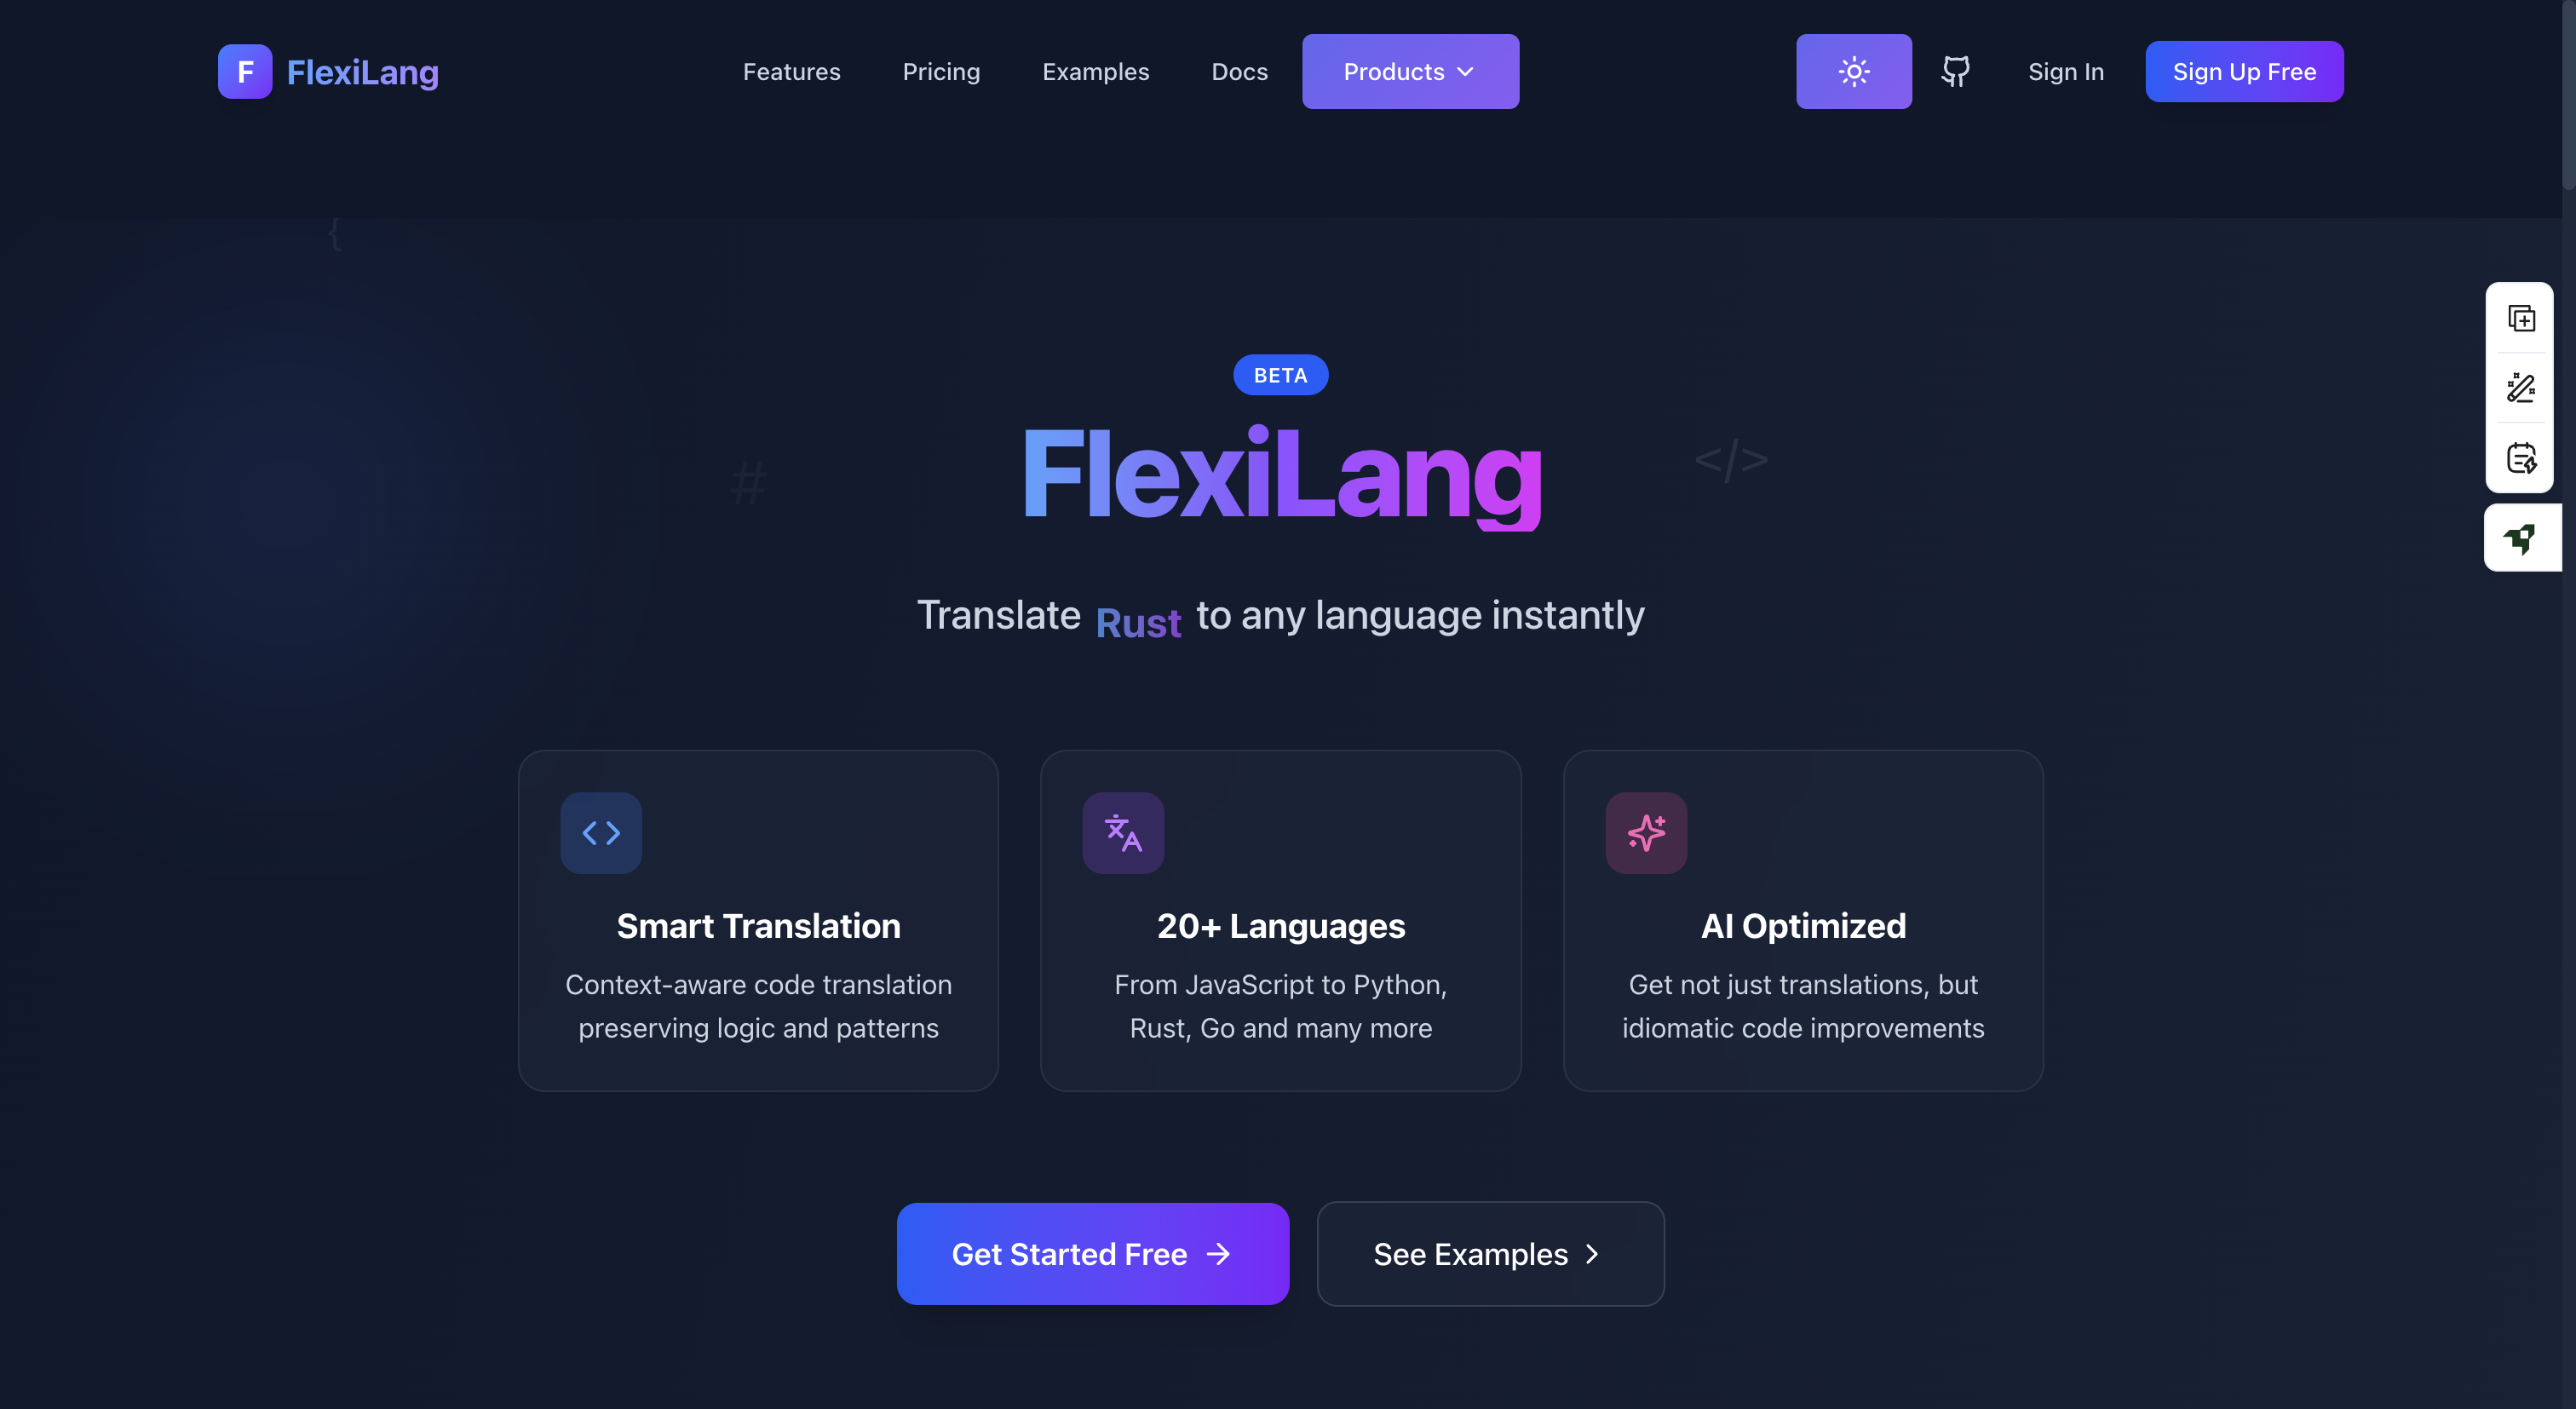 F FlexiLang
Features Pricing Examples Docs Products
Sign In Sign Up Free
{
BETA
FlexiLang
#
</>
Translate Rust to any language instantly
Smart Translation
Context-aware code translation
preserving logic and patterns
20+ Languages
From JavaScript to Python,
Rust, Go and many more
AI Optimized
Get not just translations, but
idiomatic code improvements
Get Started Free
See Examples